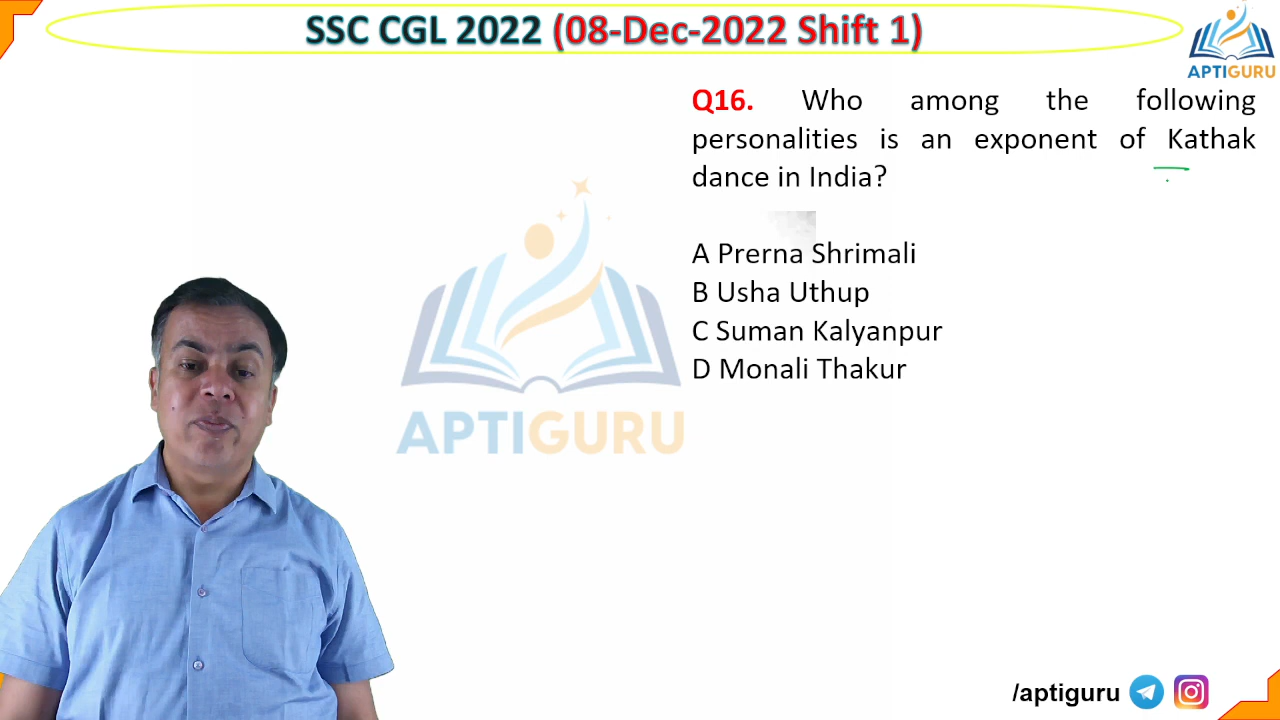 SSC CGL 2022 (08-Dec-2022 Shift 1)
APTIGURU
Q16. Who among the following
personalities is an exponent of Kathak
dance in India?
A Prerna Shrimali
B Usha Uthup
C Suman Kalyanpur
D Monali Thakur
APTIGURU
/aptiguru